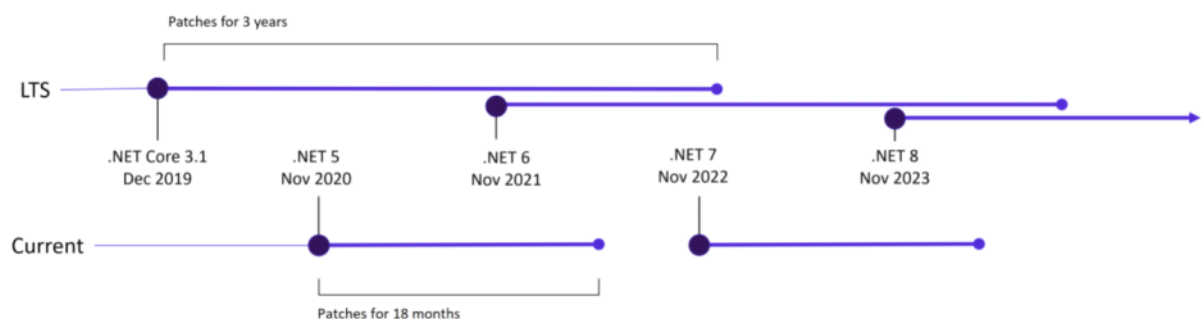 Patches for 3 years
LTS
.NET Core 3.1
Dec 2019
.NET 5
Nov 2020
.NET 6
Nov 2021
.NET 7
Nov 2022
.NET 8
Nov 2023
Current
Patches for 18 months